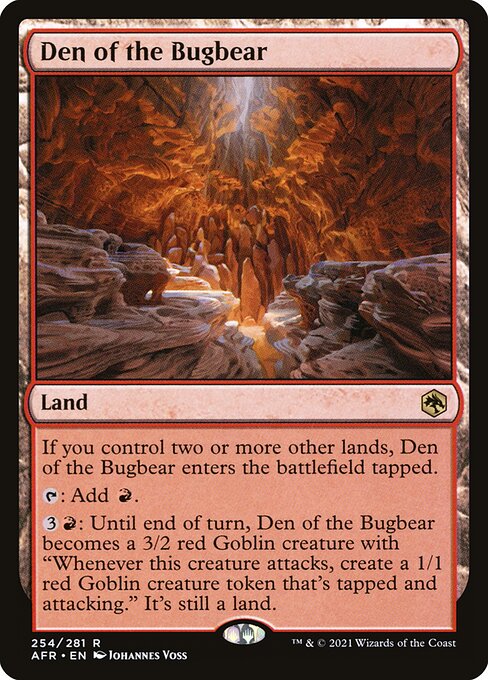 Den of the Bugbear
Land
If you control two or more other lands, Den
of the Bugbear enters the battlefield tapped.
: Add R.
3R: Until end of turn, Den of the Bugbear
becomes a 3/2 red Goblin creature with
“Whenever this creature attacks, create a 1/1
red Goblin creature token that’s tapped and
attacking.” It’s still a land.
254/281 R
AFR • EN Johannes Voss
™ & © 2021 Wizards of the Coast